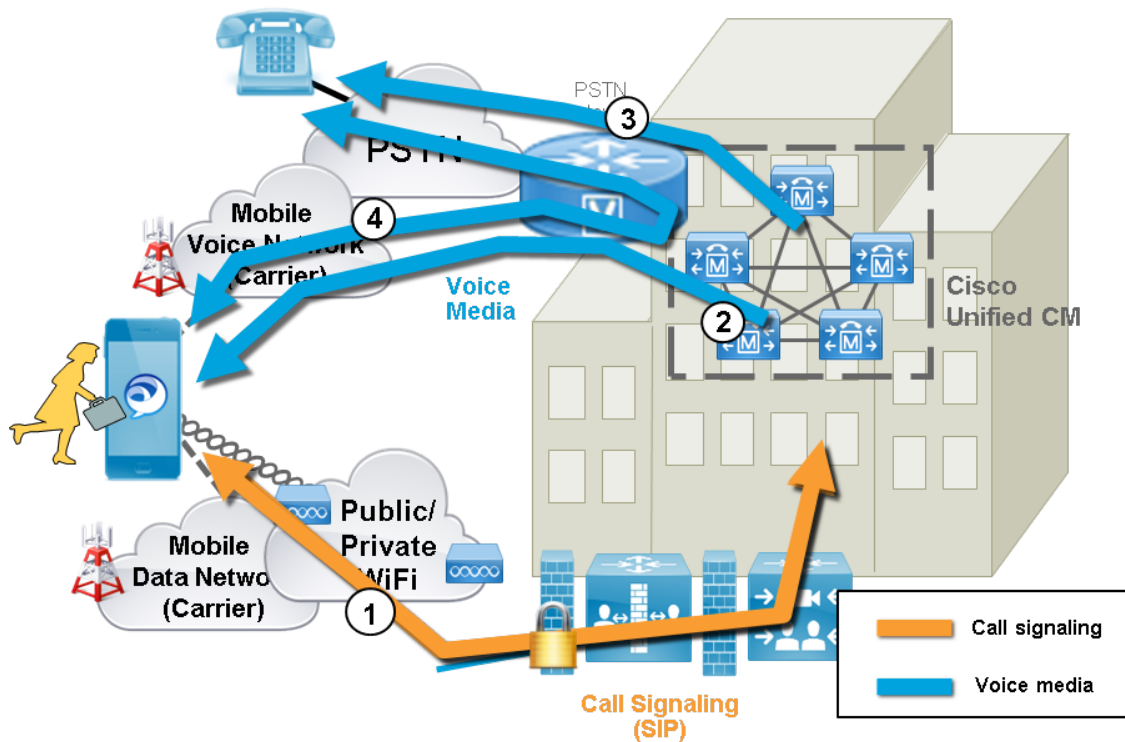 PSTN
3
PSTN
Mobile
Voice Network
(Carrier)
4
V
M
M
M
M
M
Voice
Media
2
Cisco
Unified CM
Public/
Private
WiFi
Mobile
(Carrier)
Data Netwo
1
Call signaling
Voice media
Call Signaling
(SIP)